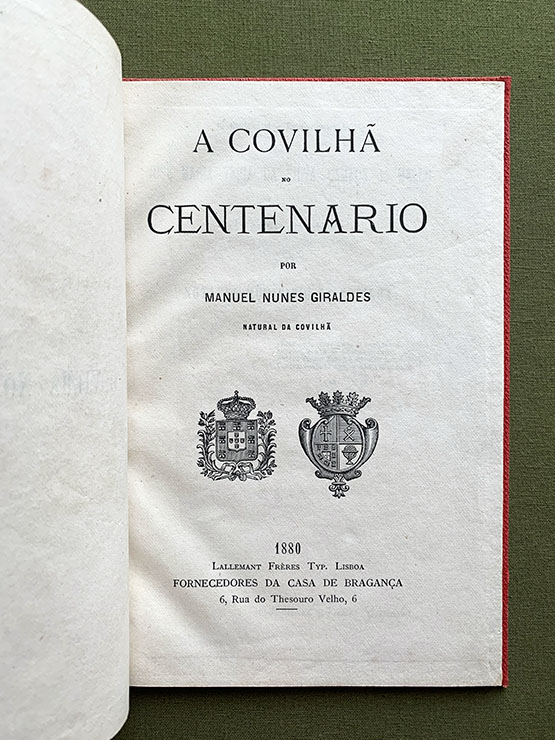 A COVILHÃ
NO
CENTENARIO
POR
MANUEL NUNES GIRALDES
NATURAL DA COVILHÃ
1880
LALLEMANT FRÈRES TYP. LISBOA
FORNECEDORES DA CASA DE BRAGANÇA
6, RUA DO THESOURO VELHO, 6